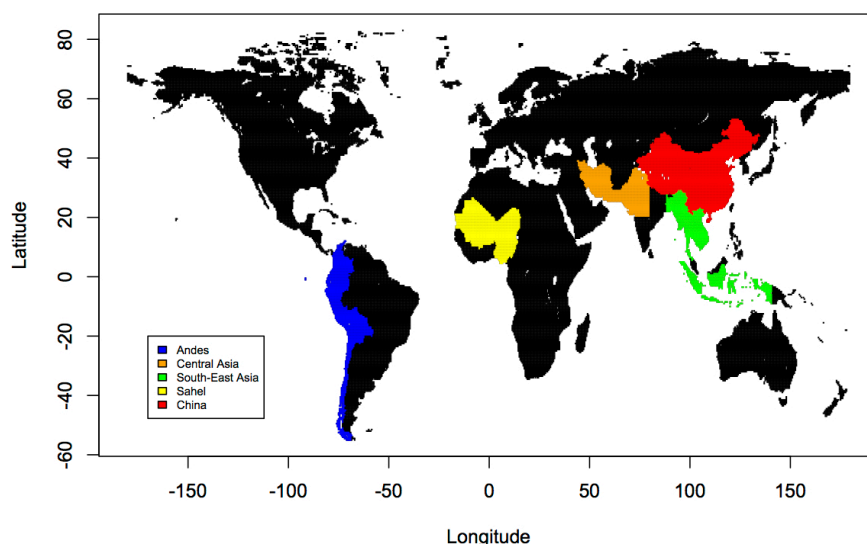 80
60
40
20
0
-20
-40
-60
Latitude
Andes
Central Asia
South-East Asia
Sahel
China
-150 -100 -50 0 50 100 150
Longitude